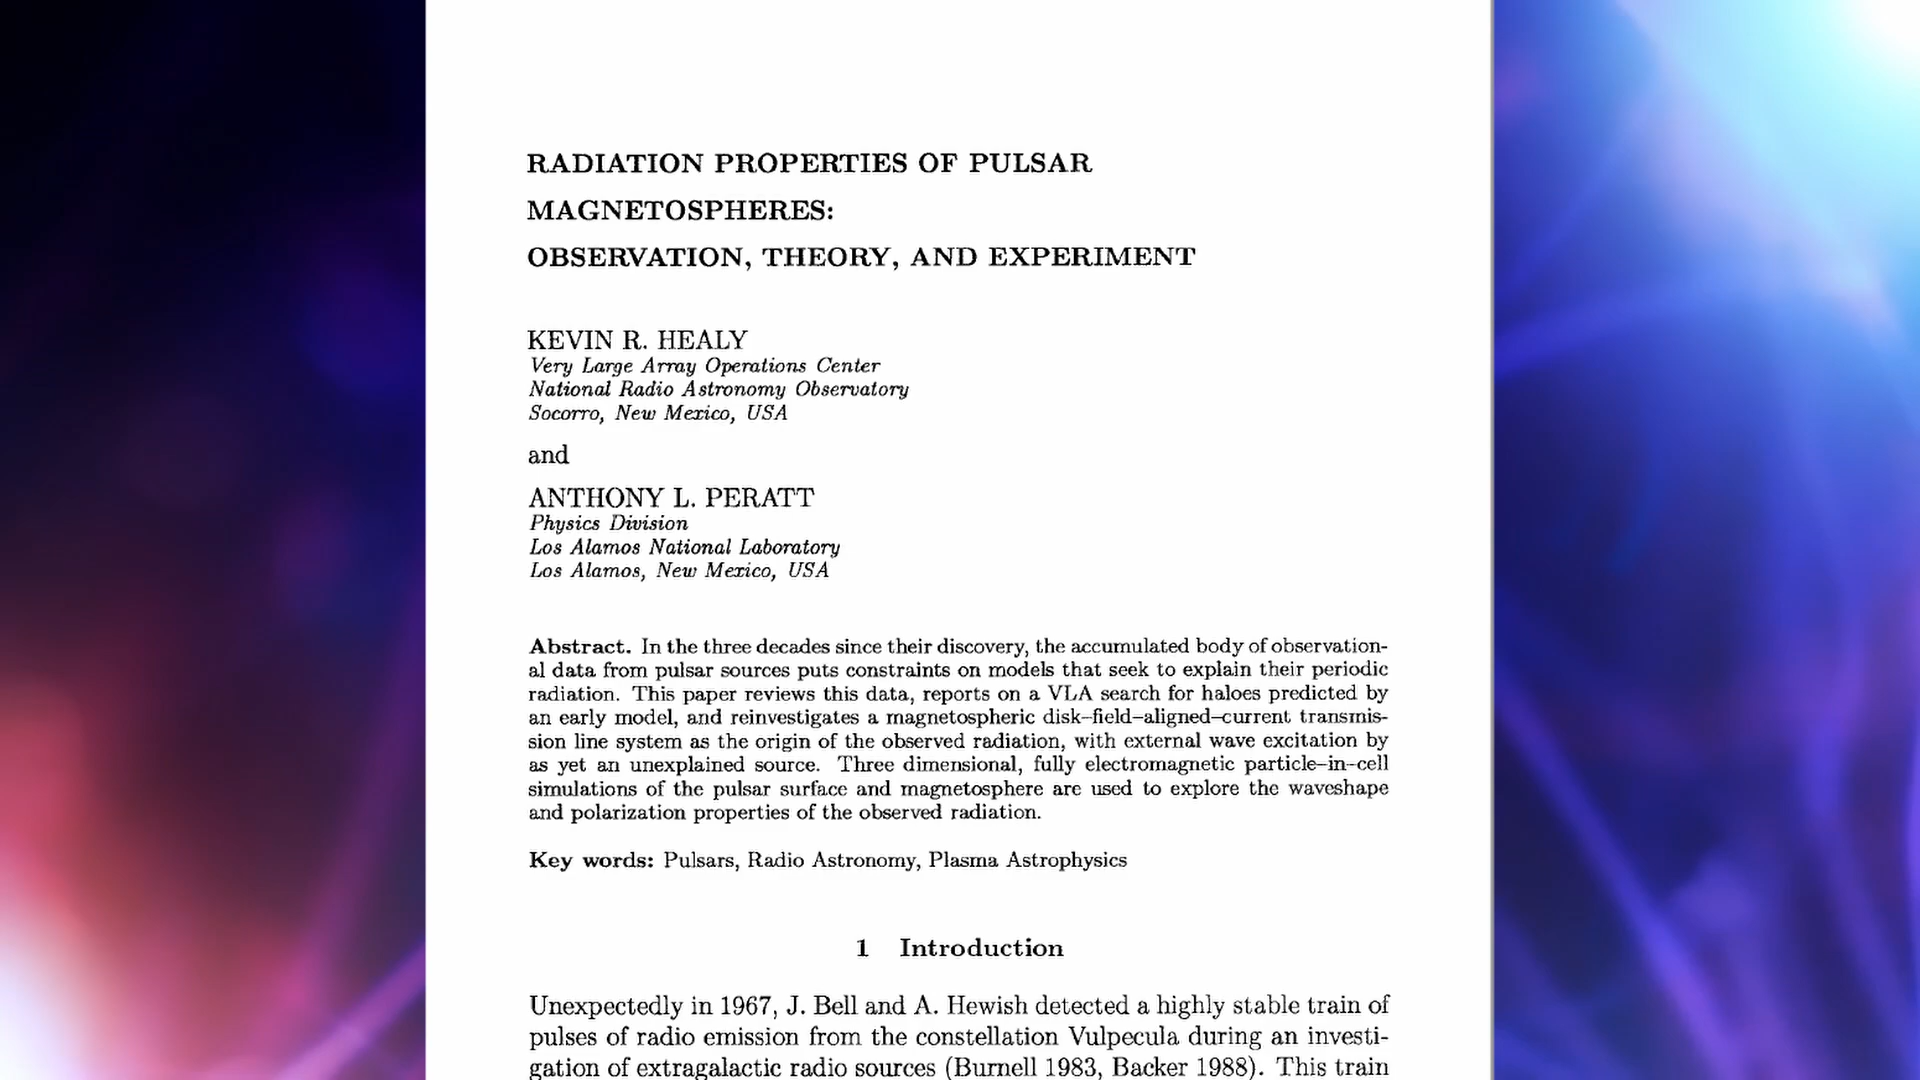 RADIATION PROPERTIES OF PULSAR
MAGNETOSPHERES:
OBSERVATION, THEORY, AND EXPERIMENT
KEVIN R. HEALY
Very Large Array Operations Center
National Radio Astronomy Observatory
Socorro, New Mexico, USA
and
ANTHONY L. PERATT
Physics Division
Los Alamos National Laboratory
Los Alamos, New Mexico, USA
Abstract. In the three decades since their discovery, the accumulated body of observation-
al data from pulsar sources puts constraints on models that seek to explain their periodic
radiation. This paper reviews this data, reports on a VLA search for haloes predicted by
an early model, and reinvestigates a magnetospheric disk–field–aligned–current transmis-
sion line system as the origin of the observed radiation, with external wave excitation by
as yet an unexplained source. Three dimensional, fully electromagnetic particle–in–cell
simulations of the pulsar surface and magnetosphere are used to explore the waveshape
and polarization properties of the observed radiation.
Key words: Pulsars, Radio Astronomy, Plasma Astrophysics
1 Introduction
Unexpectedly in 1967, J. Bell and A. Hewish detected a highly stable train of
pulses of radio emission from the constellation Vulpecula during an investi-
gation of extragalactic radio sources (Burnell 1983, Backer 1988). This train